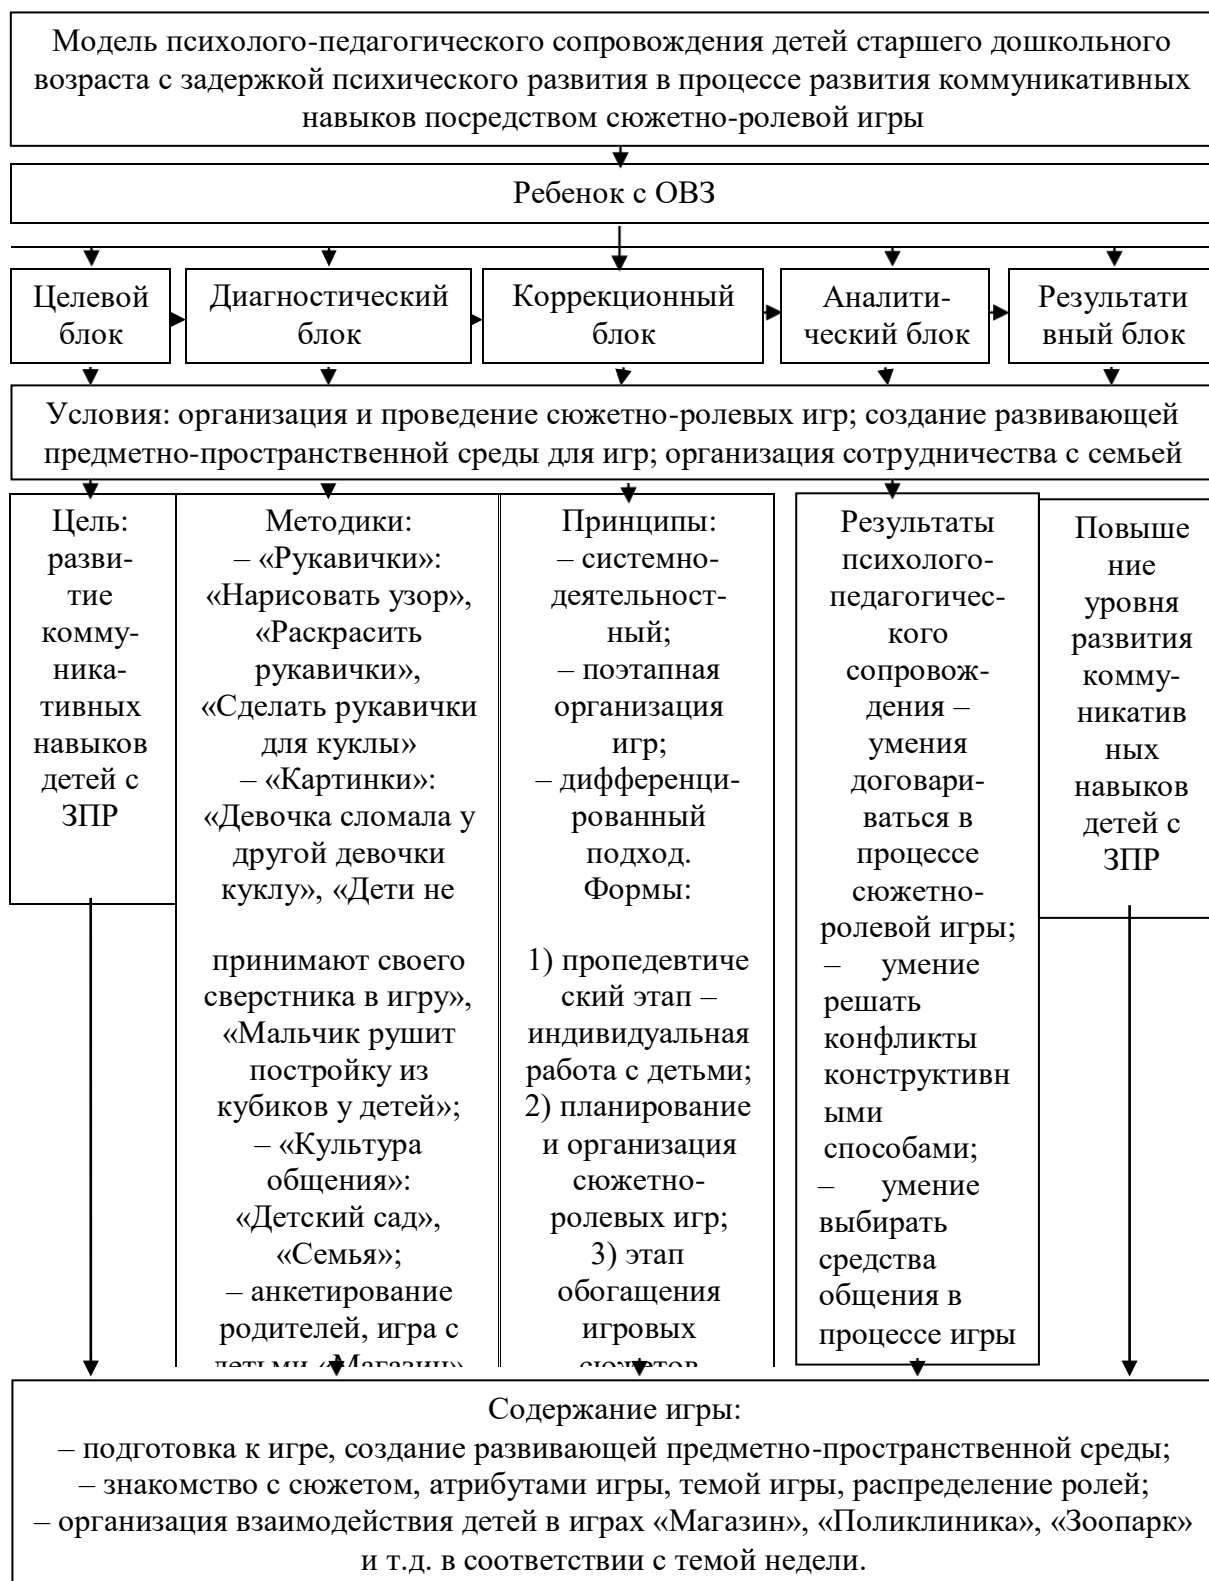 Модель психолого-педагогического сопровождения детей старшего дошкольного
возраста с задержкой психического развития в процессе развития коммуникативных
навыков посредством сюжетно-ролевой игры
Ребенок с ОВЗ
Целевой
блок
Диагностический
блок
Коррекционный
блок
Аналити-
ческий блок
Результати
вный блок
Условия: организация и проведение сюжетно-ролевых игр; создание развивающей
предметно-пространственной среды для игр; организация сотрудничества с семьей
Цель:
разви-
тие
комму-
ника-
тивных
навыков
детей с
ЗПР
Методики:
– «Рукавички»:
«Нарисовать узор»,
«Раскрасить
рукавички»,
«Сделать рукавички
для куклы»
– «Картинки»:
«Девочка сломала у
другой девочки
куклу», «Дети не
принимают своего
сверстника в игру»,
«Мальчик рушит
постройку из
кубиков у детей»;
– «Культура
общения»:
«Детский сад»,
«Семья»;
– анкетирование
родителей, игра с
детьми «Магазин»
Принципы:
– системно-
деятельност-
ный;
– поэтапная
организация
игр;
– дифференци-
рованный
подход.
Формы:
1) пропедевтиче
ский этап –
индивидуальная
работа с детьми;
2) планирование
и организация
сюжетно-
ролевых игр;
3) этап
обогащения
игровых
сюжетов
Результаты
психолого-
педагогичес-
кого
сопровож-
дения –
умения
договари-
ваться в
процессе
сюжетно-
ролевой игры;
– умение
решать
конфликты
конструктивн
ыми
способами;
– умение
выбирать
средства
общения в
процессе игры
Повыше
ние
уровня
развития
комму-
никатив
ных
навыков
детей с
ЗПР
Содержание игры:
– подготовка к игре, создание развивающей предметно-пространственной среды;
– знакомство с сюжетом, атрибутами игры, темой игры, распределение ролей;
– организация взаимодействия детей в играх «Магазин», «Поликлиника», «Зоопарк»
и т.д. в соответствии с темой недели.